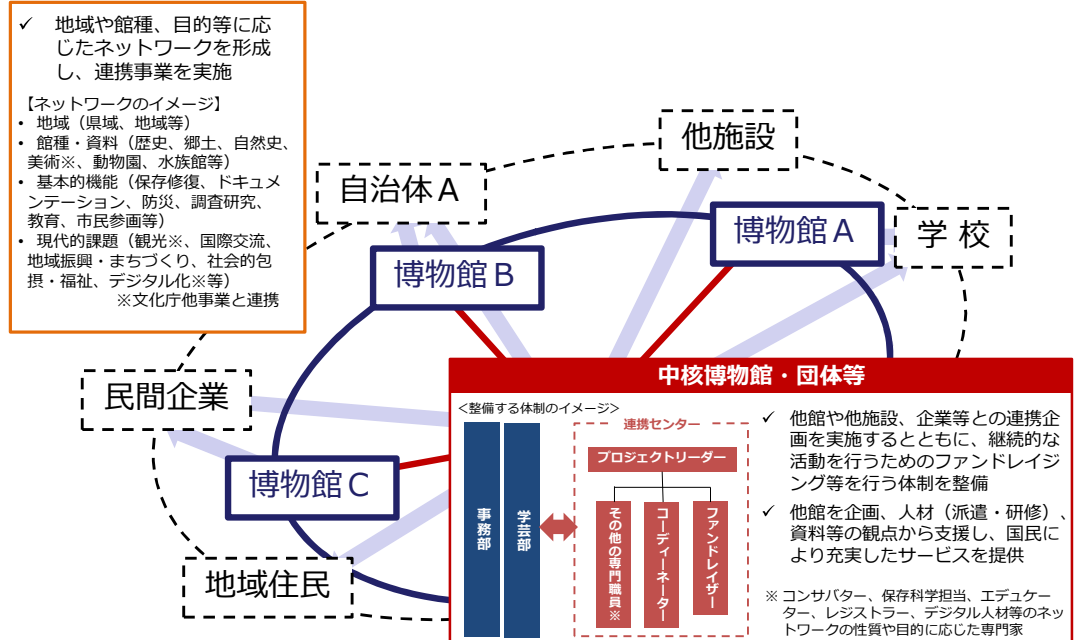 ✓ 地域や館種、目的等に応
じたネットワークを形成
し、連携事業を実施
【ネットワークのイメージ】
• 地域（県域、地域等）
• 館種・資料（歴史、郷土、自然史、
美術※、動物園、水族館等）
• 基本的機能（保存修復、ドキュメ
ンテーション、防災、調査研究、
教育、市民参画等）
• 現代的課題（観光※、国際交流、
地域振興・まちづくり、社会的包
摂・福祉、デジタル化※等）
※文化庁他事業と連携
他施設
自治体Ａ
博物館Ａ
学 校
博物館Ｂ
民間企業
博物館Ｃ
地域住民
中核博物館・団体等
＜整備する体制のイメージ＞
事務部
学芸部
連携センター
プロジェクトリーダー
その他の専門職員※
コーディーネーター
ファンドレイザー
✓ 他館や他施設、企業等との連携企
画を実施するとともに、継続的な
活動を行うためのファンドレイジ
ング等を行う体制を整備
✓ 他館を企画、人材（派遣・研修）、
資料等の観点から支援し、国民に
より充実したサービスを提供
※ コンサバター、保存科学担当、エデュケー
ター、レジストラー、デジタル人材等のネッ
トワークの性質や目的に応じた専門家